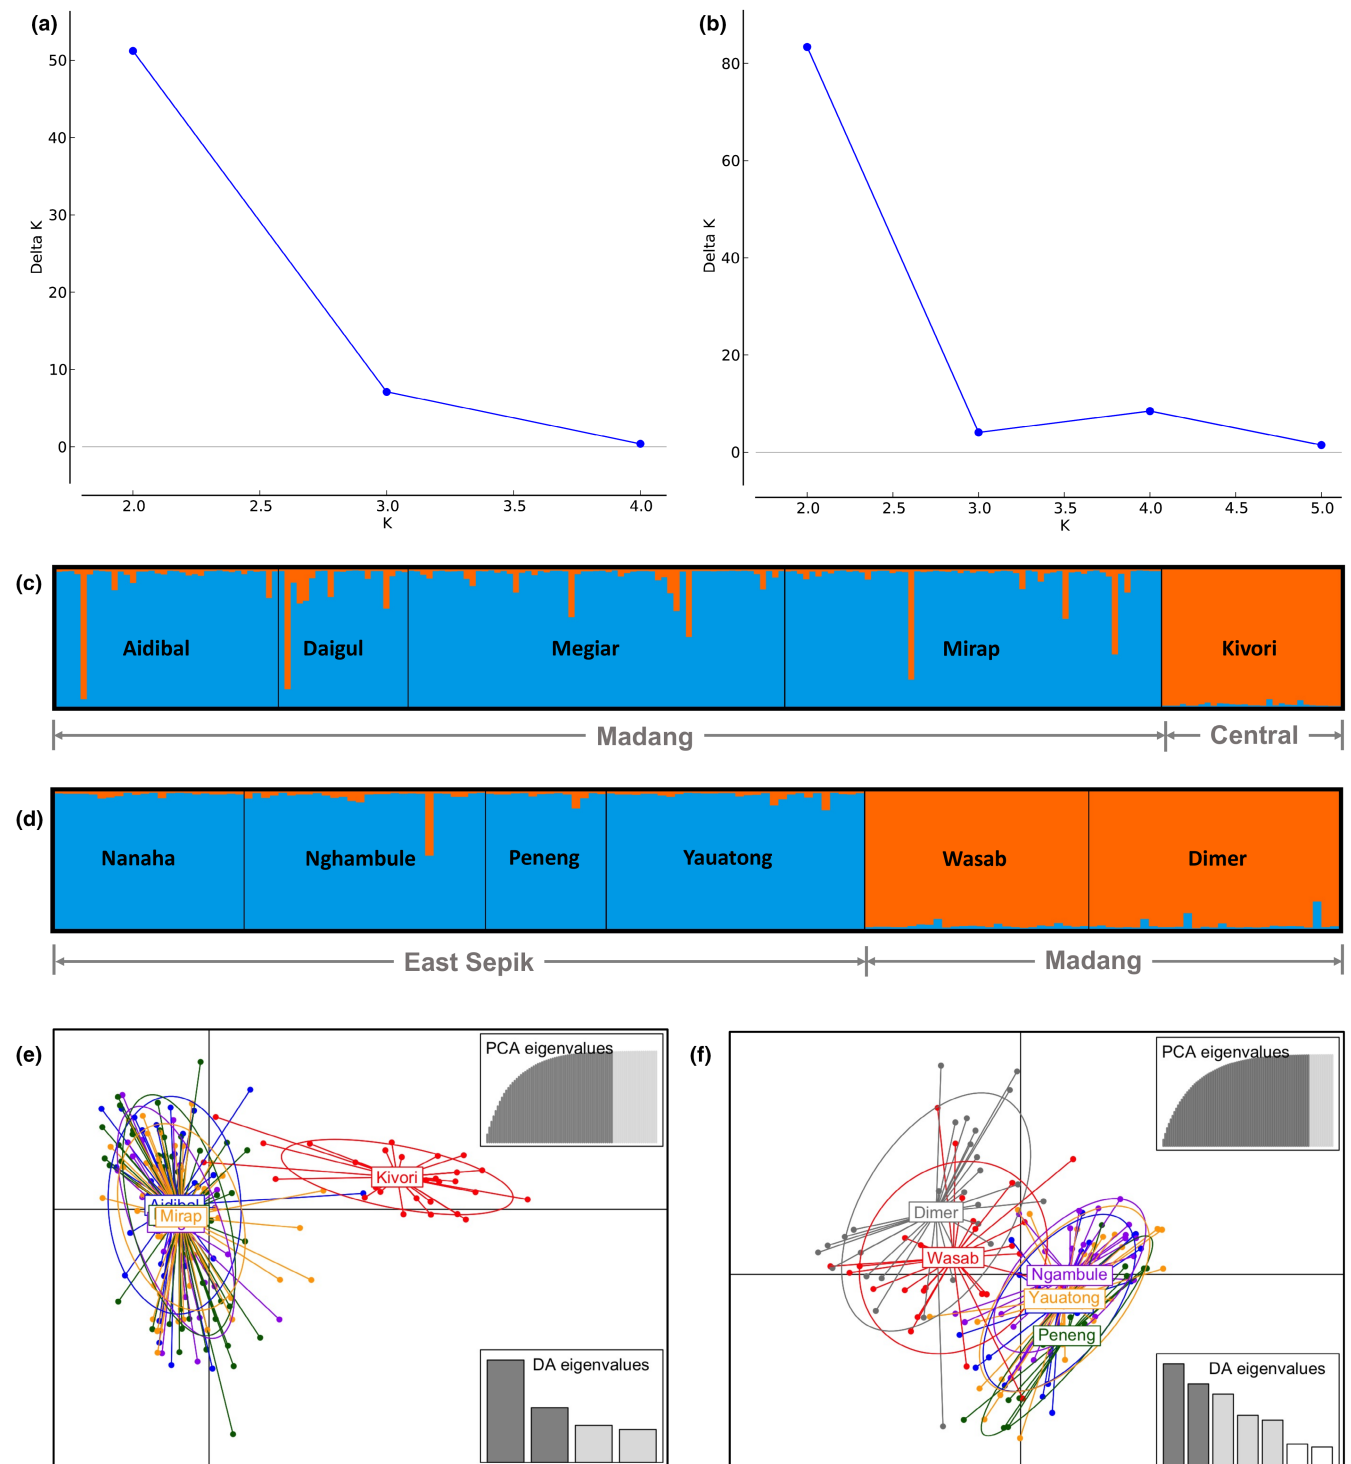 (a)
50
40
30
20
10
0
Delta K
2.0 2.5 3.0 3.5 4.0
K
(b)
80
60
40
20
0
Delta K
2.0 2.5 3.0 3.5 4.0 4.5 5.0
K
(c)
Aidibal Daigul Megiar Mirap Kivori
Madang Central
(d)
Nanaha Nghambule Peneng Yauatong Wasab Dimer
East Sepik Madang
(e)
PCA eigenvalues
Kivori
Aidibal
Mirap
DA eigenvalues
(f)
PCA eigenvalues
Dimer
Wasab
Ngambule
Yauatong
Peneng
DA eigenvalues